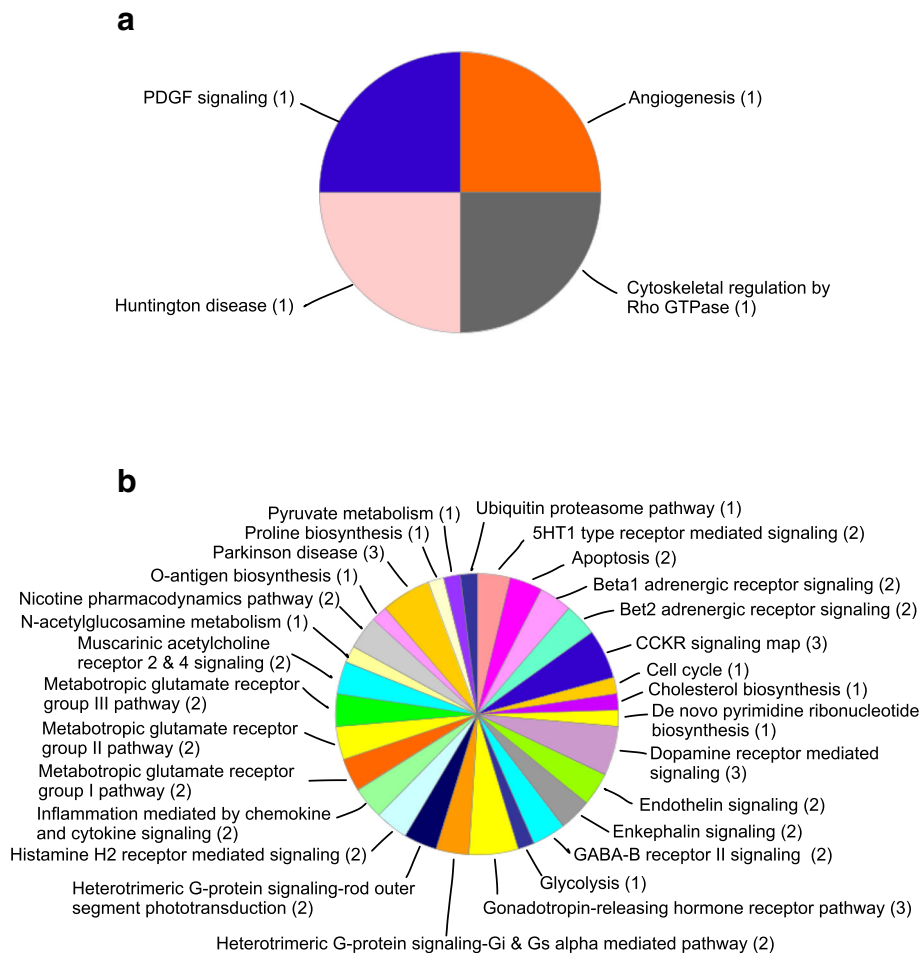 a
PDGF signaling (1)
Angiogenesis (1)
Huntington disease (1)
Cytoskeletal regulation by
Rho GTPase (1)
b
Ubiquitin proteasome pathway (1)
5HT1 type receptor mediated signaling (2)
Apoptosis (2)
Beta1 adrenergic receptor signaling (2)
Bet2 adrenergic receptor signaling (2)
CCKR signaling map (3)
Cell cycle (1)
Cholesterol biosynthesis (1)
De novo pyrimidine ribonucleotide
biosynthesis (1)
Dopamine receptor mediated
signaling (3)
Endothelin signaling (2)
Enkephalin signaling (2)
GABA-B receptor II signaling (2)
Glycolysis (1)
Gonadotropin-releasing hormone receptor pathway (3)
Heterotrimeric G-protein signaling-Gi & Gs alpha mediated pathway (2)
Heterotrimeric G-protein signaling-rod outer
segment phototransduction (2)
Histamine H2 receptor mediated signaling (2)
Inflammation mediated by chemokine
and cytokine signaling (2)
Metabotropic glutamate receptor
group I pathway (2)
Metabotropic glutamate receptor
group II pathway (2)
Metabotropic glutamate receptor
group III pathway (2)
Muscarinic acetylcholine
receptor 2 & 4 signaling (2)
N-acetylglucosamine metabolism (1)
Nicotine pharmacodynamics pathway (2)
O-antigen biosynthesis (1)
Parkinson disease (3)
Proline biosynthesis (1)
Pyruvate metabolism (1)